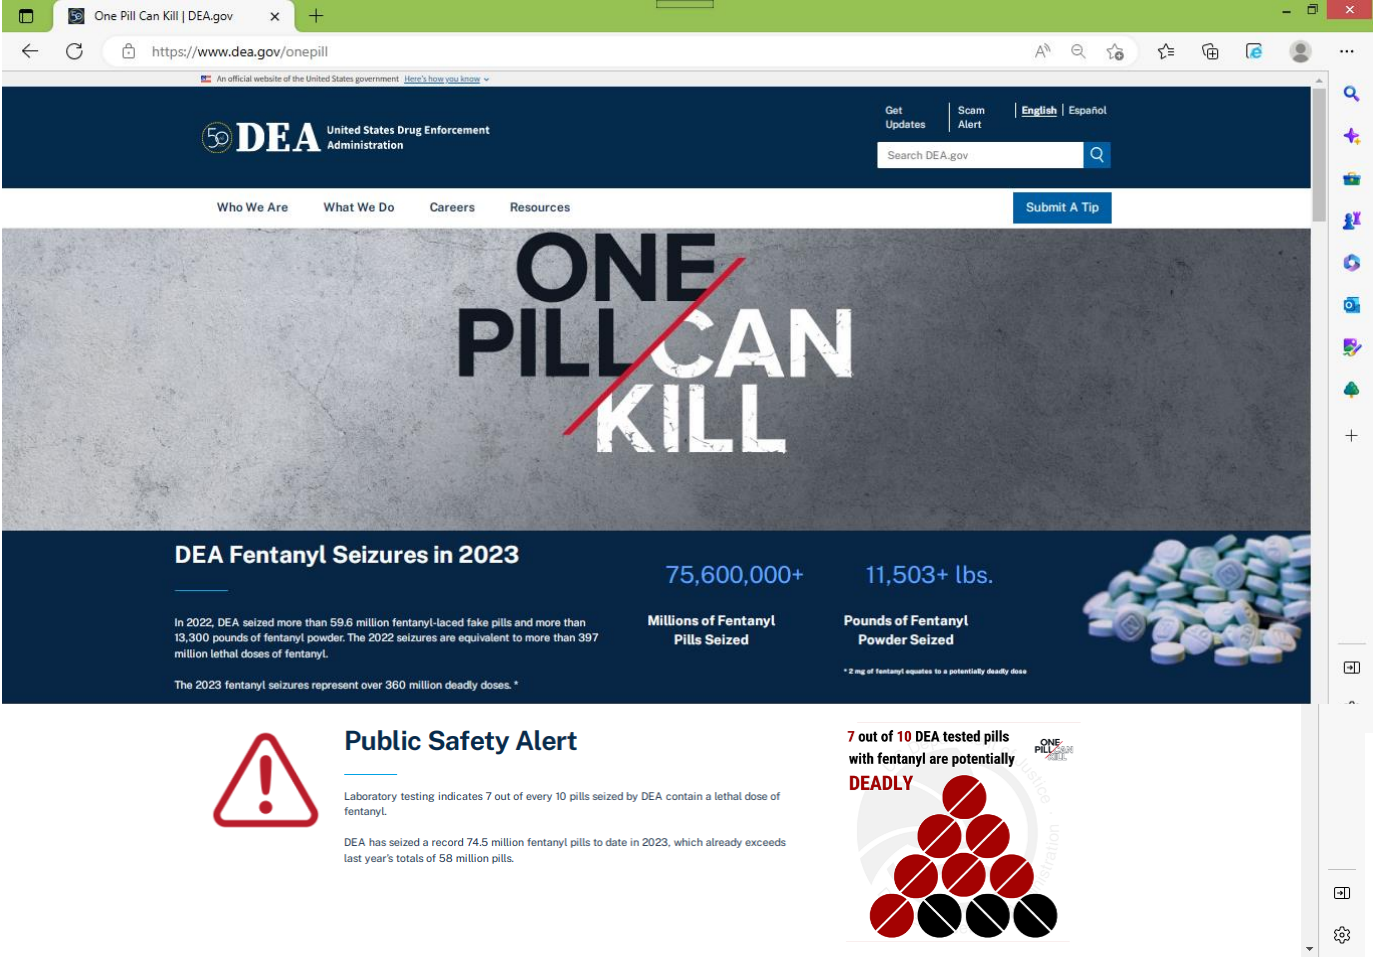 One Pill Can Kill | DEA.gov
https://www.dea.gov/onepill
An official website of the United States government Here's how you know
50 DEA United States Drug Enforcement
Administration
Get
Updates
Scam
Alert
English
Español
Search DEA.gov
Who We Are
What We Do
Careers
Resources
Submit A Tip
ONE
PILL CAN
KILL
DEA Fentanyl Seizures in 2023
In 2022, DEA seized more than 59.6 million fentanyl-laced fake pills and more than
13,300 pounds of fentanyl powder. The 2022 seizures are equivalent to more than 397
million lethal doses of fentanyl.
The 2023 fentanyl seizures represent over 360 million deadly doses. *
75,600,000+
Millions of Fentanyl
Pills Seized
11,503+ lbs.
Pounds of Fentanyl
Powder Seized
* 2 mg of fentanyl equates to a potentially deadly dose
Public Safety Alert
Laboratory testing indicates 7 out of every 10 pills seized by DEA contain a lethal dose of
fentanyl.
DEA has seized a record 74.5 million fentanyl pills to date in 2023, which already exceeds
last year's totals of 58 million pills.
7 out of 10 DEA tested pills
with fentanyl are potentially
DEADLY
ONE
PILL CAN
KILL
Justice